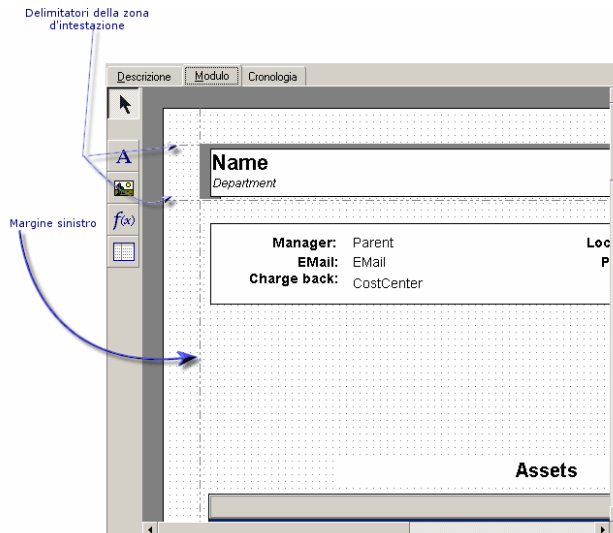 Delimitatori della zona
d'intestazione
Descrizione Modulo Cronologia
A
Name
Department
f(x)
Margine sinistro
Manager: Parent Loc
EMail: EMail P
Charge back: CostCenter
Assets